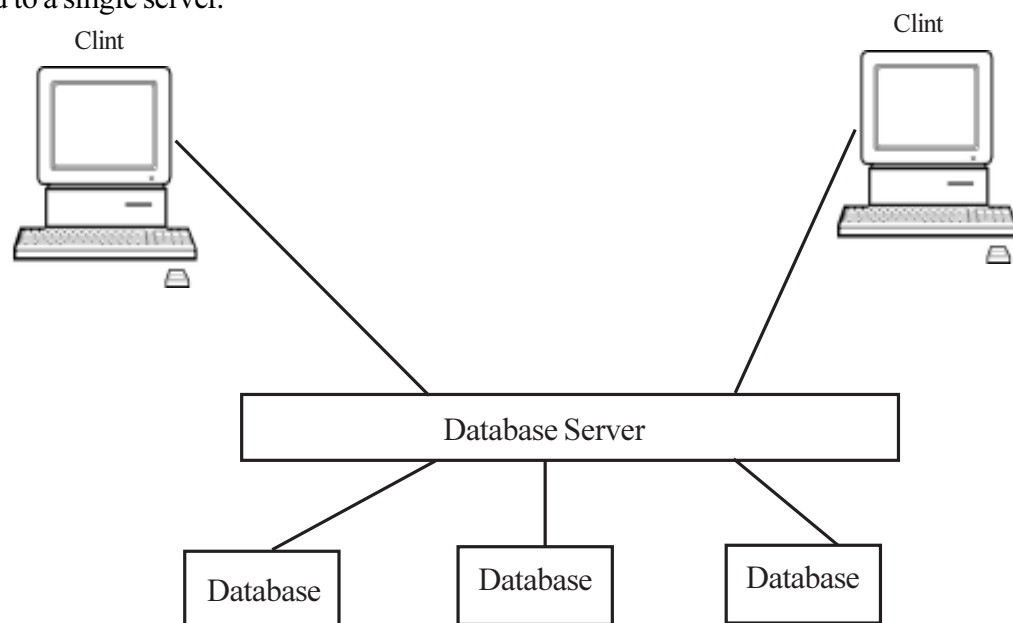 to a single server.
Clint
Clint
Database Server
Database
Database
Database